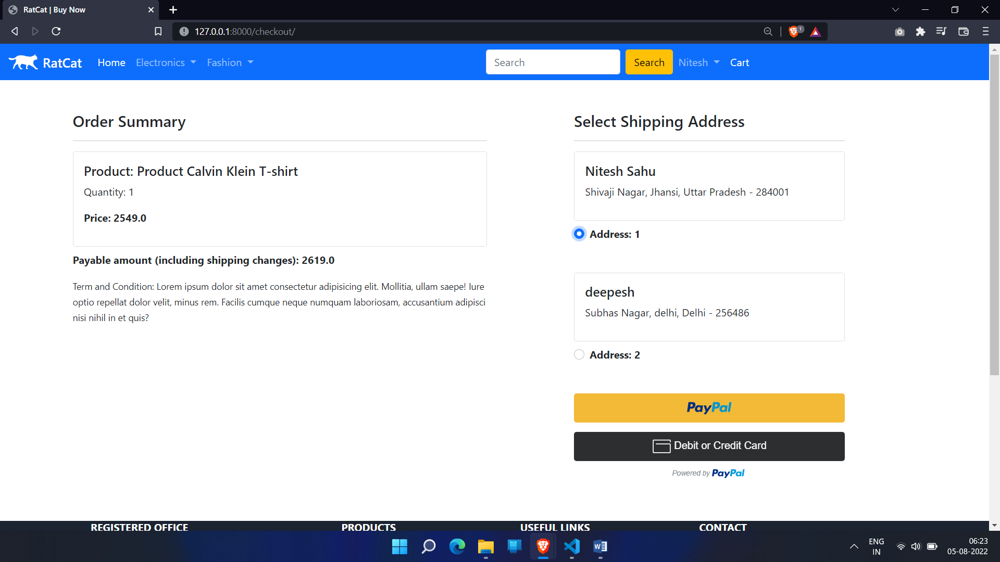 RatCat | Buy Now
127.0.0.1:8000/checkout/
1
RatCat Home Electronics Fashion Search Search Nitesh Cart
Order Summary
Product: Product Calvin Klein T-shirt
Quantity: 1
Price: 2549.0
Payable amount (including shipping changes): 2619.0
Term and Condition: Lorem ipsum dolor sit amet consectetur adipisicing elit. Mollitia, ullam saepe! Iure
optio repellat dolor velit, minus rem. Facilis cumque neque numquam laboriosam, accusantium adipisci
nisi nihil in et quis?
Select Shipping Address
Nitesh Sahu
Shivaji Nagar, Jhansi, Uttar Pradesh - 284001
Address: 1
deepesh
Subhas Nagar, delhi, Delhi - 256486
Address: 2
PayPal
Debit or Credit Card
Powered by PayPal
REGISTERED OFFICE PRODUCTS USEFUL LINKS CONTACT
ENG
IN
06:23
05-08-2022